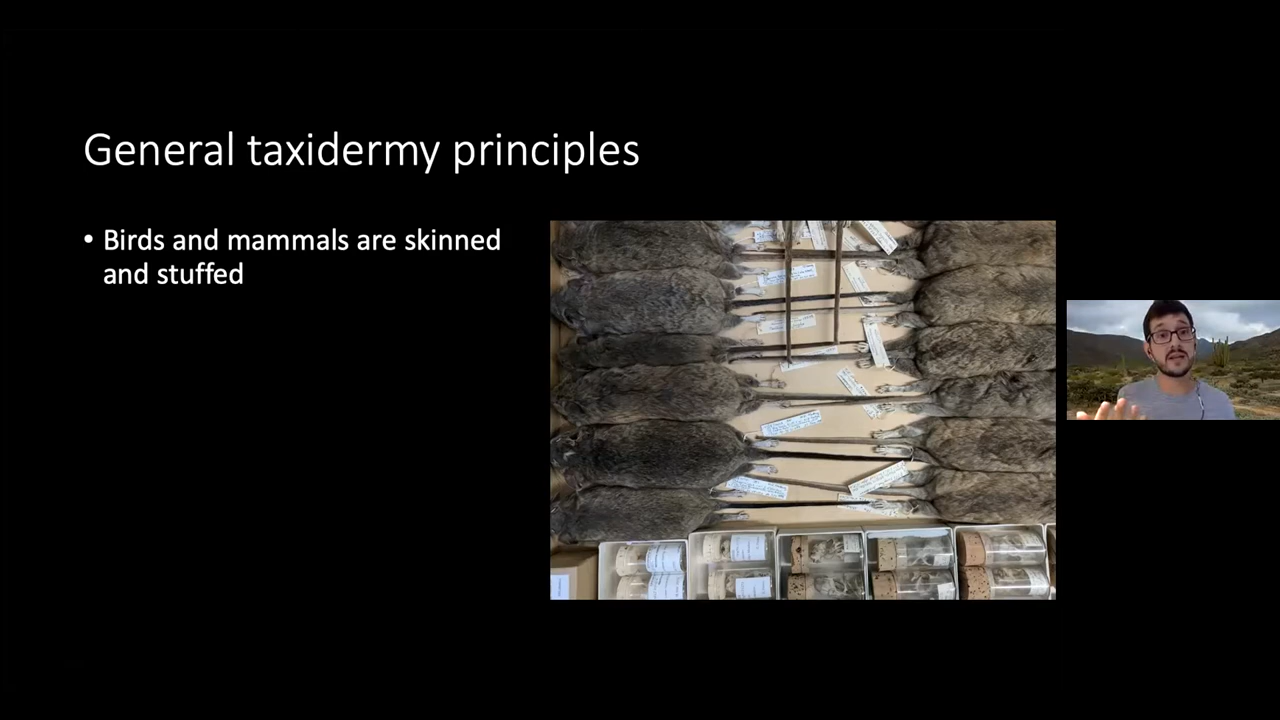 General taxidermy principles
• Birds and mammals are skinned
and stuffed